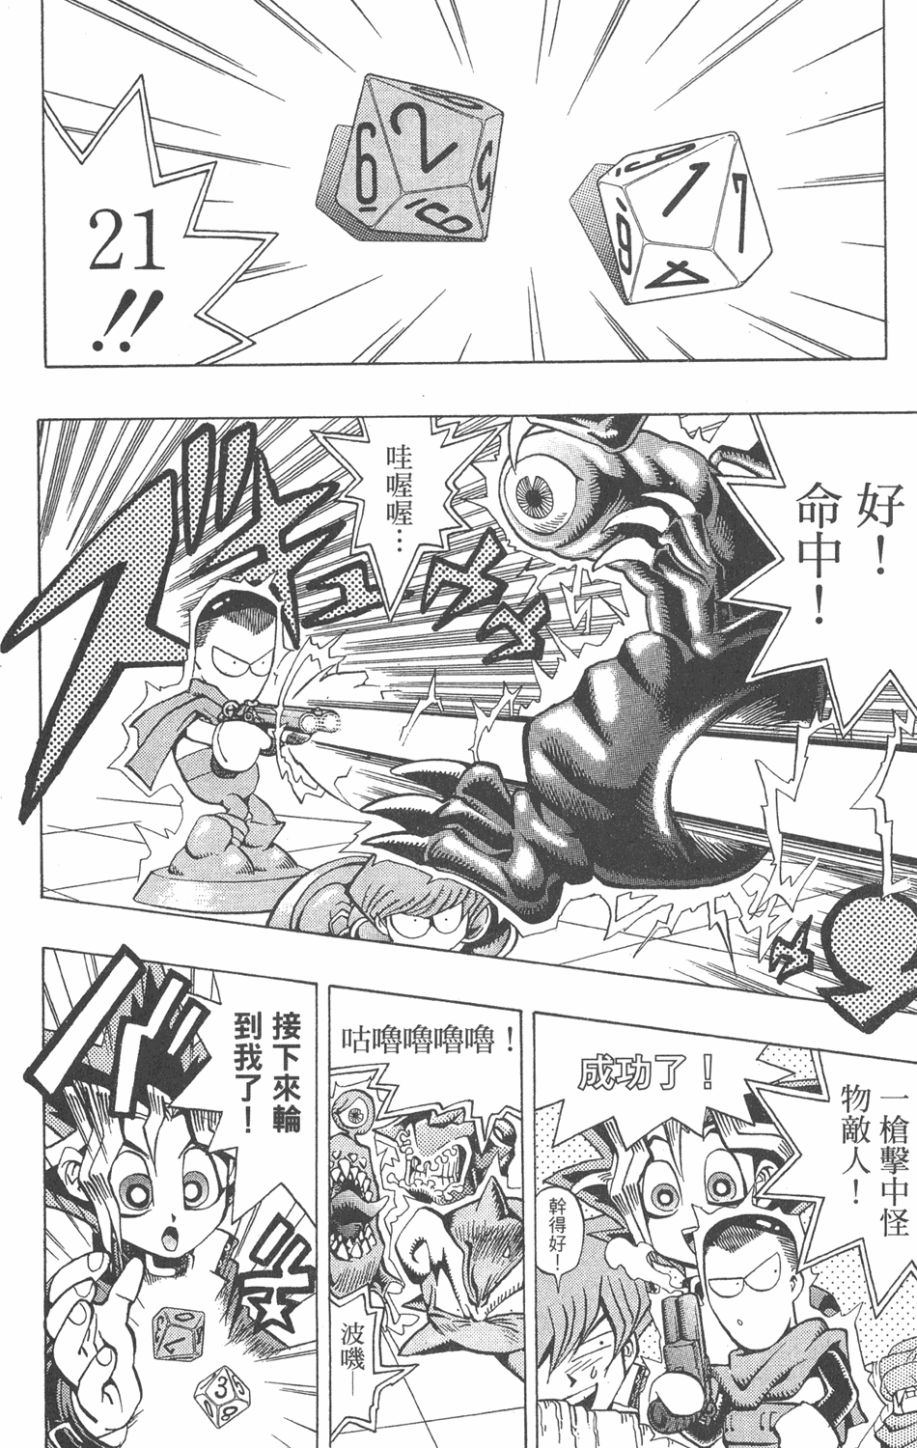 21
!!
好！
命中！
哇喔喔…
一槍擊中怪
物敵人！
成功了！
幹得好！
咕嚕嚕嚕嚕！
波嘰—
接下來輪
到我了！